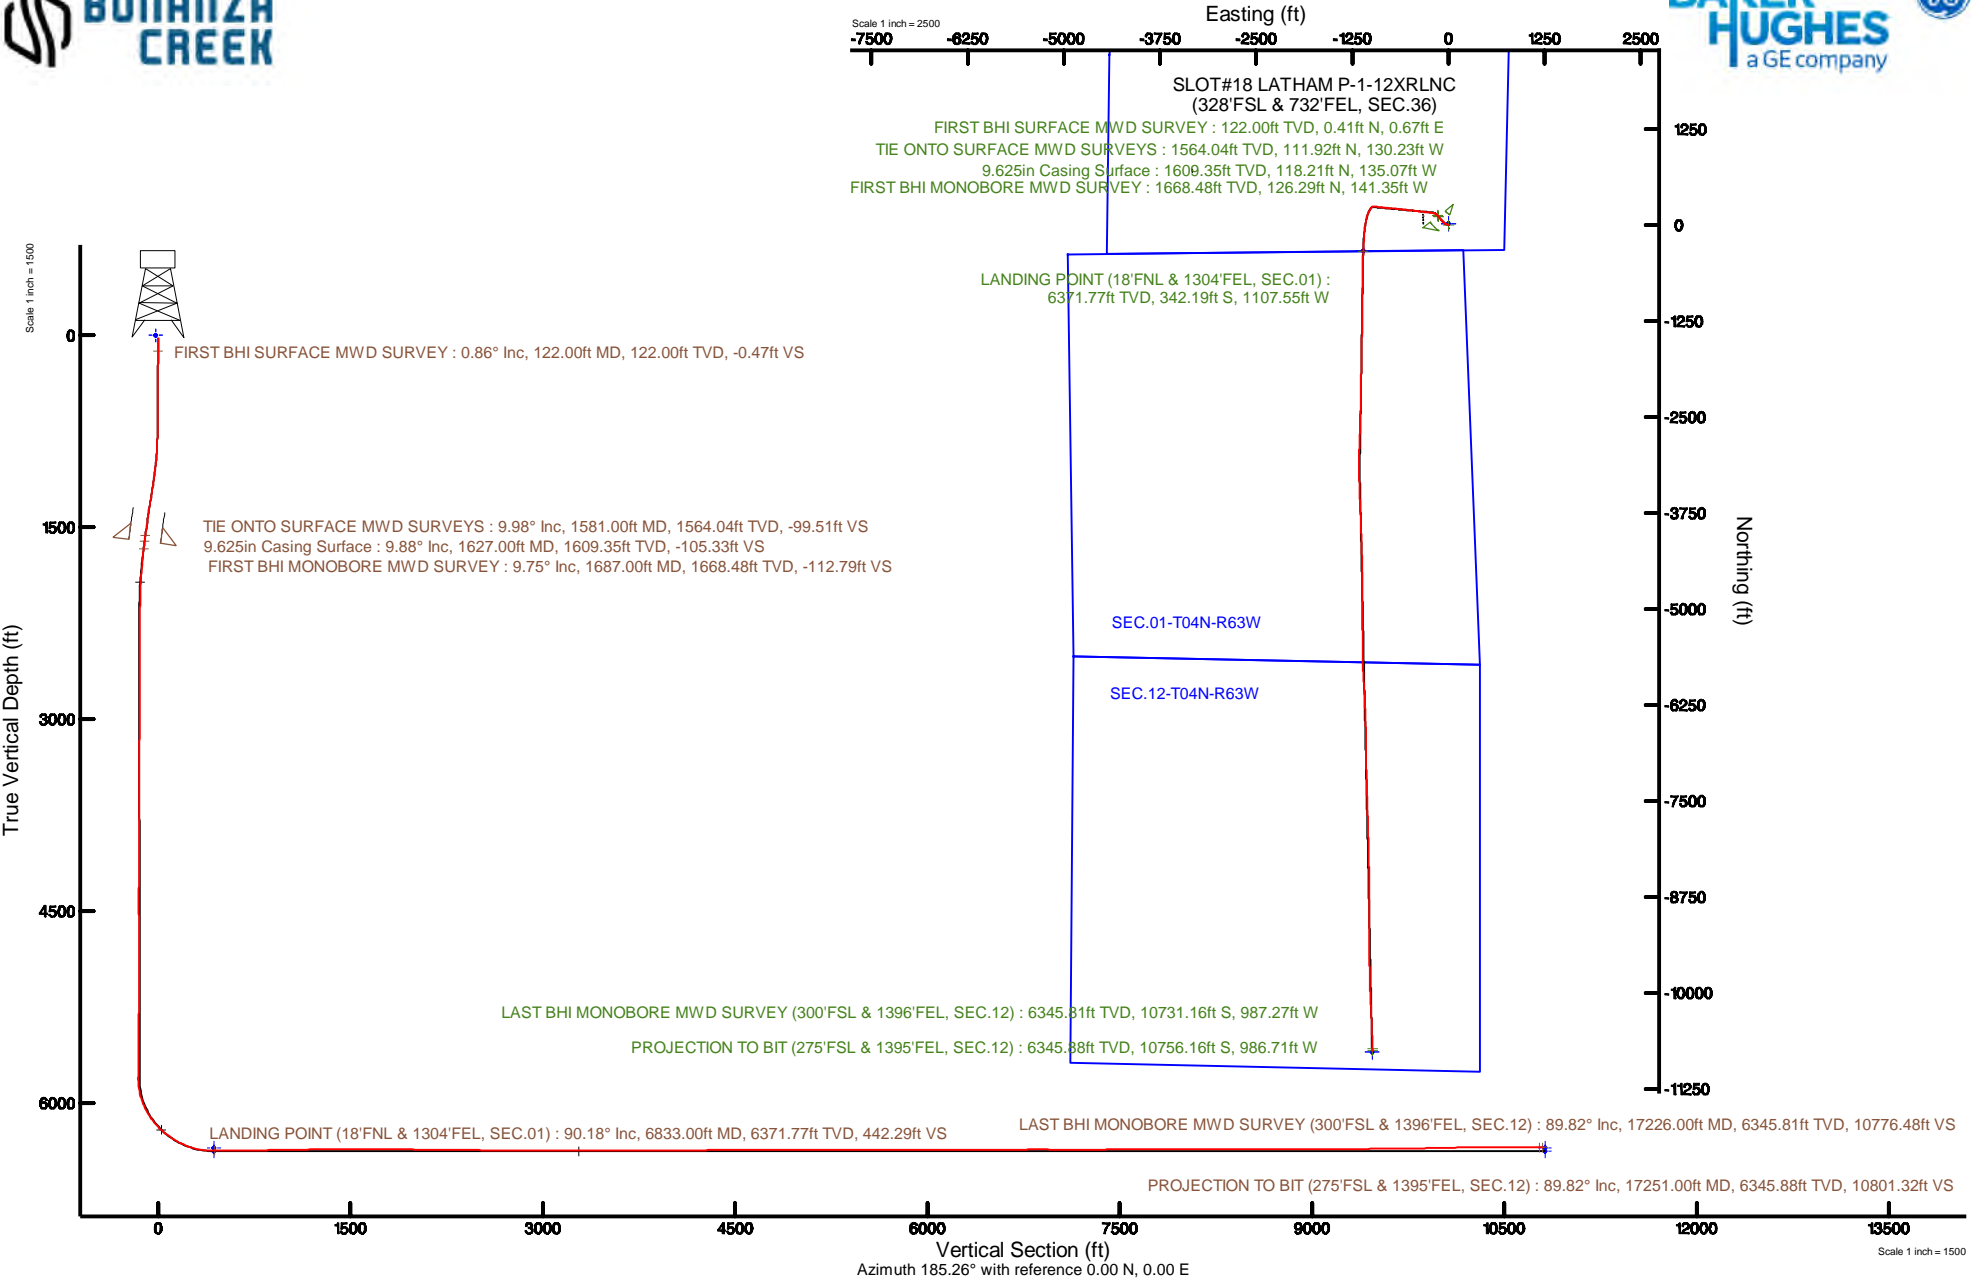 BONANZA
CREEK
BAKER
HUGHES
a GE company
Easting (ft)
Scale 1 inch = 2500
-7500 -6250 -5000 -3750 -2500 -1250 0 1250 2500
SLOT#18 LATHAM P-1-12XRLNC
(328'FSL & 732'FEL, SEC.36)
FIRST BHI SURFACE MWD SURVEY : 122.00ft TVD, 0.41ft N, 0.67ft E
TIE ONTO SURFACE MWD SURVEYS : 1564.04ft TVD, 111.92ft N, 130.23ft W
9.625in Casing Surface : 1609.35ft TVD, 118.21ft N, 135.07ft W
FIRST BHI MONOBORE MWD SURVEY : 1668.48ft TVD, 126.29ft N, 141.35ft W
LANDING POINT (18'FNL & 1304'FEL, SEC.01) :
6371.77ft TVD, 342.19ft S, 1107.55ft W
SEC.01-T04N-R63W
SEC.12-T04N-R63W
LAST BHI MONOBORE MWD SURVEY (300'FSL & 1396'FEL, SEC.12) : 6345.81ft TVD, 10731.16ft S, 987.27ft W
PROJECTION TO BIT (275'FSL & 1395'FEL, SEC.12) : 6345.88ft TVD, 10756.16ft S, 986.71ft W
1250
0
-1250
-2500
-3750
-5000
-6250
-7500
-8750
-10000
-11250
Northing (ft)
Scale 1 inch = 1500
True Vertical Depth (ft)
0
1500
3000
4500
6000
FIRST BHI SURFACE MWD SURVEY : 0.86° Inc, 122.00ft MD, 122.00ft TVD, -0.47ft VS
TIE ONTO SURFACE MWD SURVEYS : 9.98° Inc, 1581.00ft MD, 1564.04ft TVD, -99.51ft VS
9.625in Casing Surface : 9.88° Inc, 1627.00ft MD, 1609.35ft TVD, -105.33ft VS
FIRST BHI MONOBORE MWD SURVEY : 9.75° Inc, 1687.00ft MD, 1668.48ft TVD, -112.79ft VS
LANDING POINT (18'FNL & 1304'FEL, SEC.01) : 90.18° Inc, 6833.00ft MD, 6371.77ft TVD, 442.29ft VS
LAST BHI MONOBORE MWD SURVEY (300'FSL & 1396'FEL, SEC.12) : 89.82° Inc, 17226.00ft MD, 6345.81ft TVD, 10776.48ft VS
PROJECTION TO BIT (275'FSL & 1395'FEL, SEC.12) : 89.82° Inc, 17251.00ft MD, 6345.88ft TVD, 10801.32ft VS
0 1500 3000 4500 6000 7500 9000 10500 12000 13500
Vertical Section (ft)
Azimuth 185.26° with reference 0.00 N, 0.00 E
Scale 1 inch = 1500